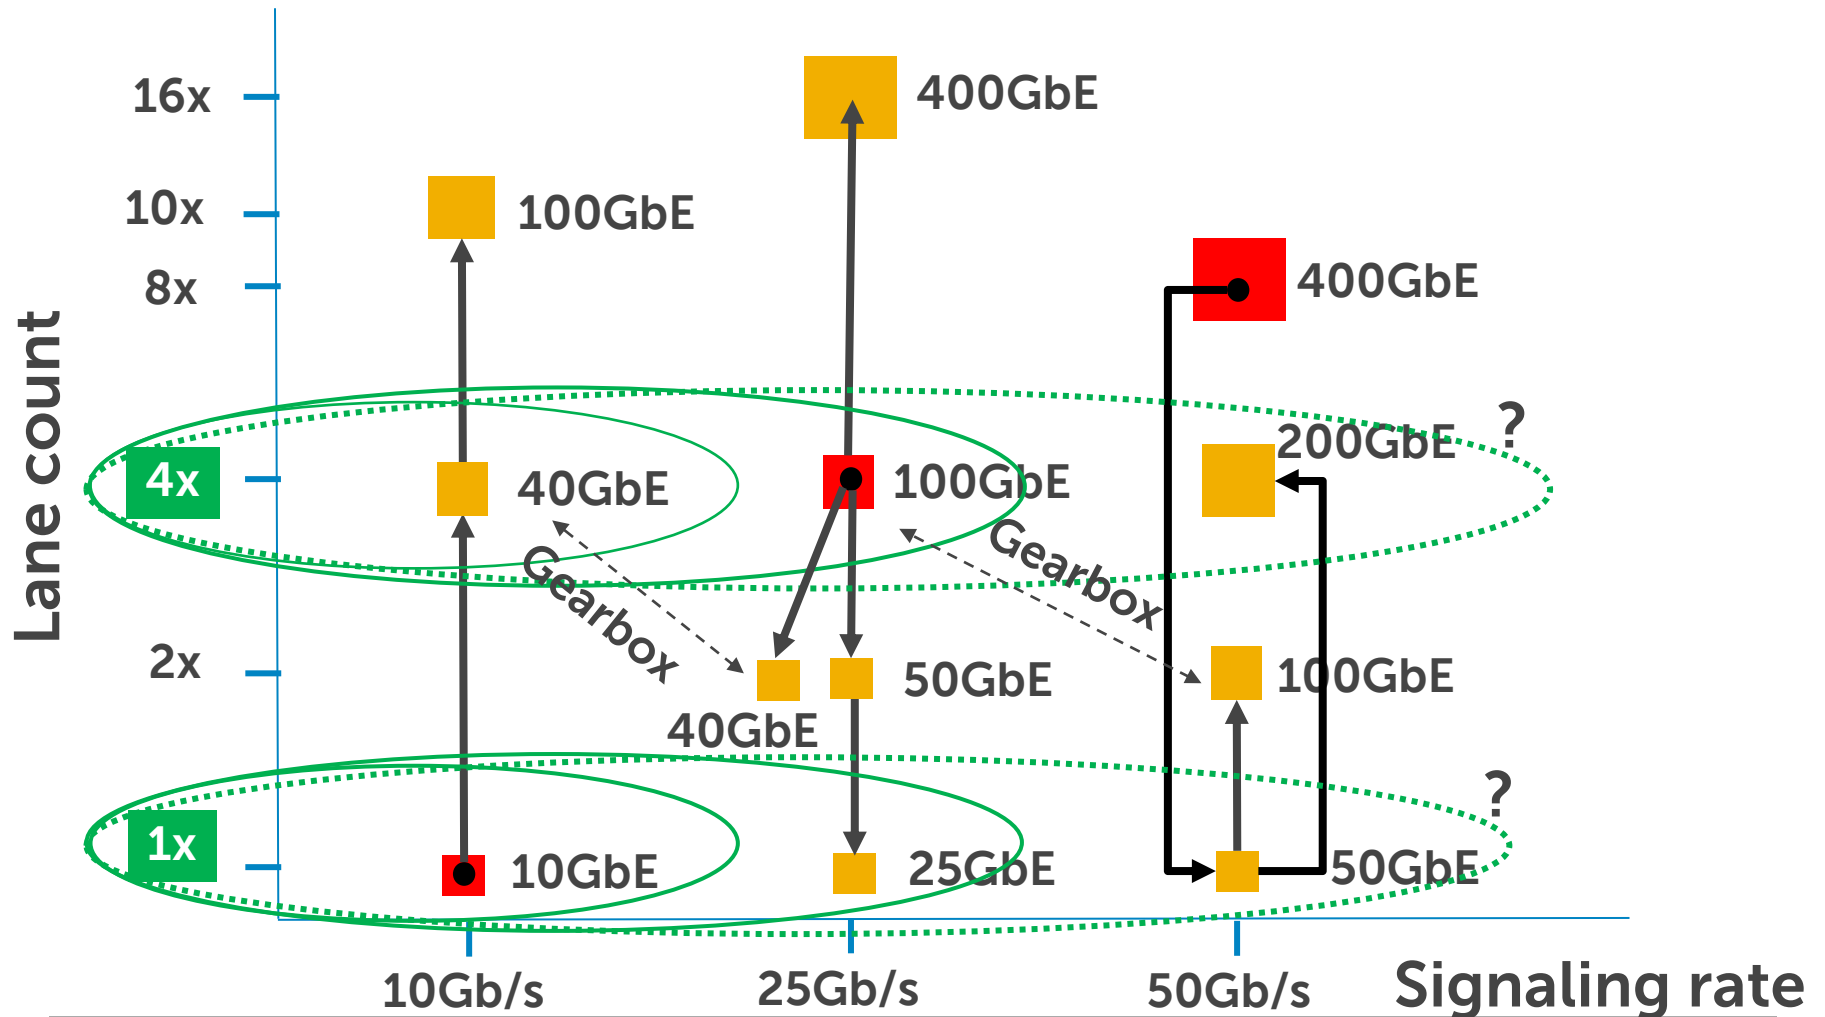 16x
400GbE
10x
100GbE
8x
400GbE
Lane count
?
200GbE
4x
40GbE
100GbE
Gearbox
Gearbox
2x
50GbE
100GbE
40GbE
?
1x
10GbE
25GbE
50GbE
10Gb/s
25Gb/s
50Gb/s
Signaling rate